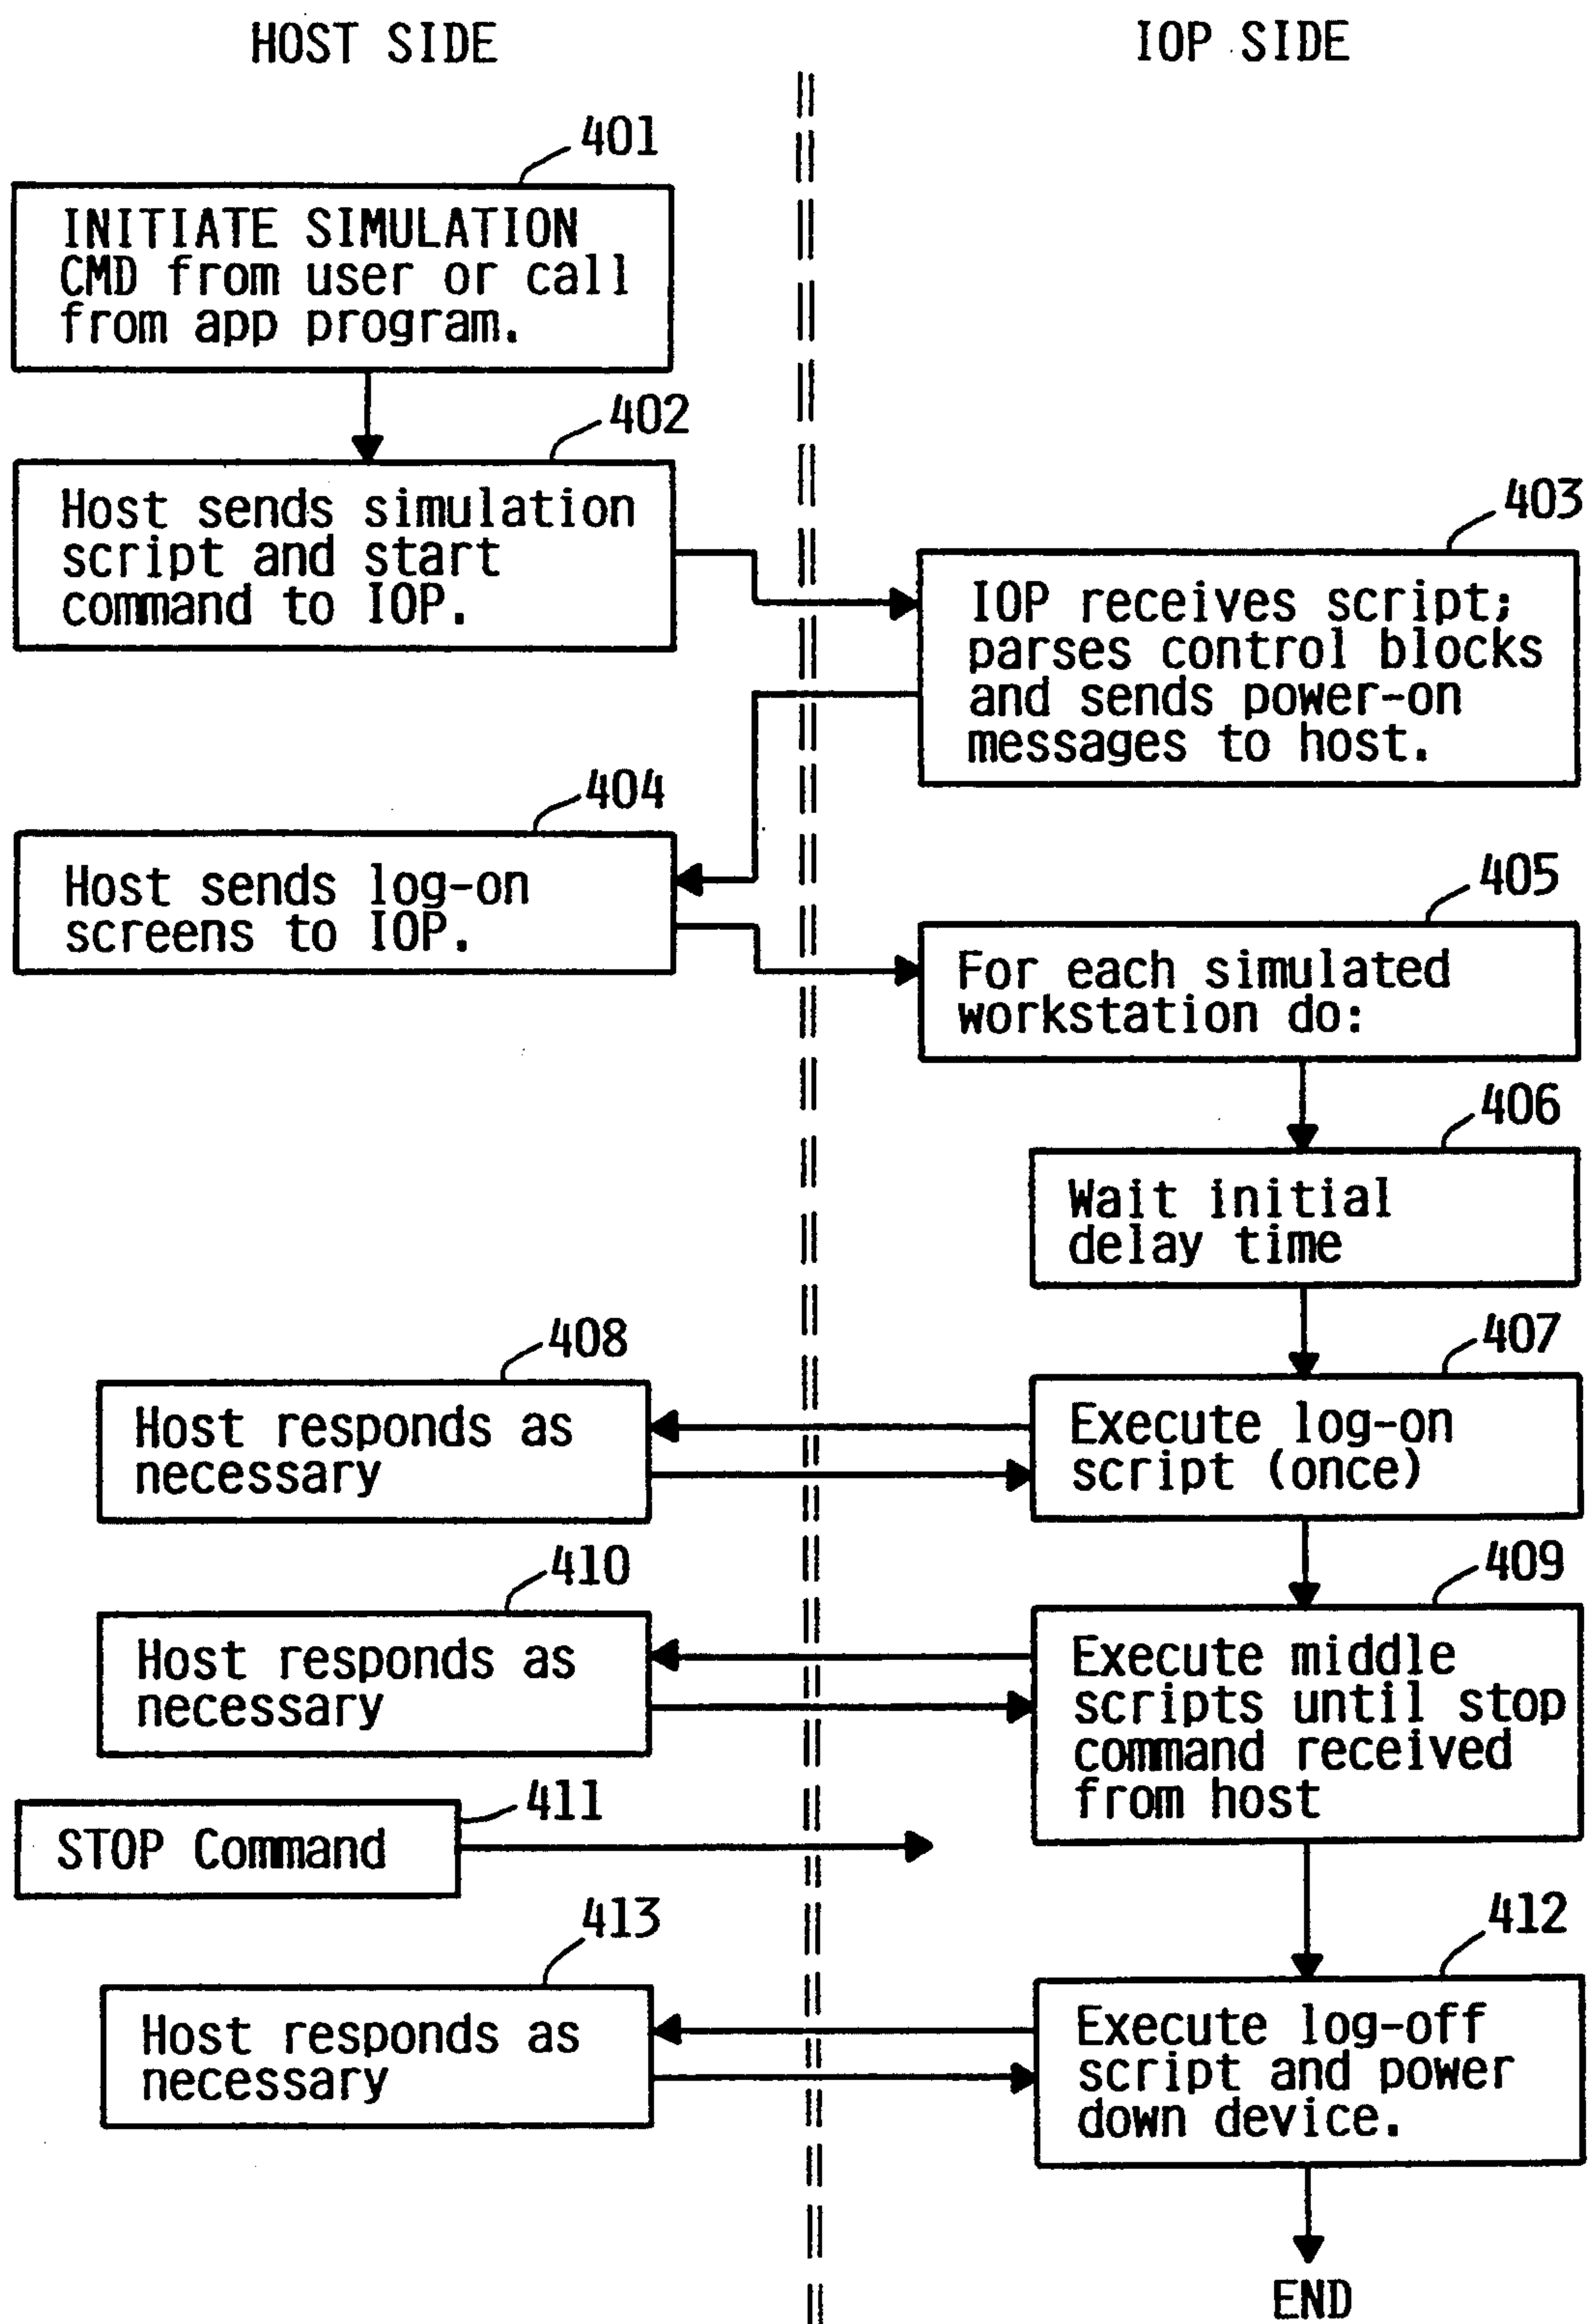 HOST SIDE
IOP SIDE
401
INITIATE SIMULATION
CMD from user or call
from app program.
402
Host sends simulation
script and start
command to IOP.
403
IOP receives script;
parses control blocks
and sends power-on
messages to host.
404
Host sends log-on
screens to IOP.
405
For each simulated
workstation do:
406
Wait initial
delay time
407
Execute log-on
script (once)
408
Host responds as
necessary
409
Execute middle
scripts until stop
command received
from host
410
Host responds as
necessary
411
STOP Command
412
Execute log-off
script and power
down device.
413
Host responds as
necessary
END